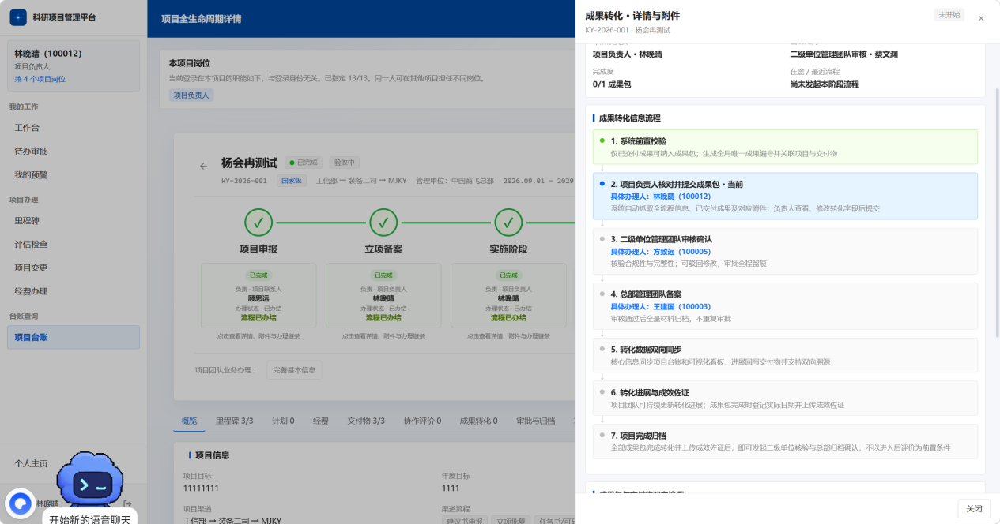 科研项目管理平台
林晚晴（100012）
项目负责人
兼 4 个项目岗位
我的工作
工作台
待办审批
我的预警
项目办理
里程碑
评估检查
项目变更
经费办理
台账查询
项目台账
个人主页
林晚晴
开始新的语音聊天
项目全生命周期详情
本项目岗位
当前登录在本项目的职能如下，与登录身份无关。已指定 13/13。同一人可在其他项目担任不同岗位。
项目负责人
← 杨会冉测试 已完成 验收中
KY-2026-001 国家级 工信部 → 装备二司 → MJKY 管理单位：中国商飞总部 2026.09.01 – 2029
项目申报 立项备案 实施阶段
已完成 已完成 已完成
负责 · 项目联系人 负责 · 项目负责人 负责 · 项目负责人
顾思远 林晚晴 林晚晴
办理状态 · 已办结 办理状态 · 已办结 办理状态 · 已办结
流程已办结 流程已办结 流程已办结
点击查看详情、附件与办理链条 点击查看详情、附件与办理链条 点击查看详情、附件与办理链条
项目团队业务办理： 完善基本信息
概览 里程碑 3/3 计划 0 经费 交付物 3/3 协作评价 0 成果转化 0 审批与归档
项目信息
项目目标 年度目标
11111111 1111
项目渠道 渠道流程
工信部 → 装备二司 → MJKY 建议书申报 立项批复
成果转化・详情与附件 未开始 ×
KY-2026-001 · 杨会冉测试
项目负责人・林晚晴 二级单位管理团队审核・蔡文渊
完成度 在途 / 最近流程
0/1 成果包 尚未发起本阶段流程
成果转化信息流程
1. 系统前置校验
仅已交付成果可纳入成果包；生成全局唯一成果编号并关联项目与交付物
2. 项目负责人核对并提交成果包・当前
具体办理人：林晚晴（100012）
系统自动抓取全流程信息、已交付成果及对应附件；负责人查看、修改转化字段后提交
3. 二级单位管理团队审核确认
具体办理人：方致远（100005）
核验合规性与完整性；可驳回修改，审批全程留痕
4. 总部管理团队备案
具体办理人：王建国（100003）
审核通过后全量材料归档，不重复审批
5. 转化数据双向同步
核心信息同步项目台账和可视化看板，进展回写交付物并支持双向溯源
6. 转化进展与成效佐证
项目团队可持续更新转化进展；成果包完成时登记实际日期并上传成效佐证
7. 项目完成归档
全部成果包完成转化并上传成效佐证后，即可发起二级单位核验与总部归档确认，不以进入后评价为前置条件
关闭